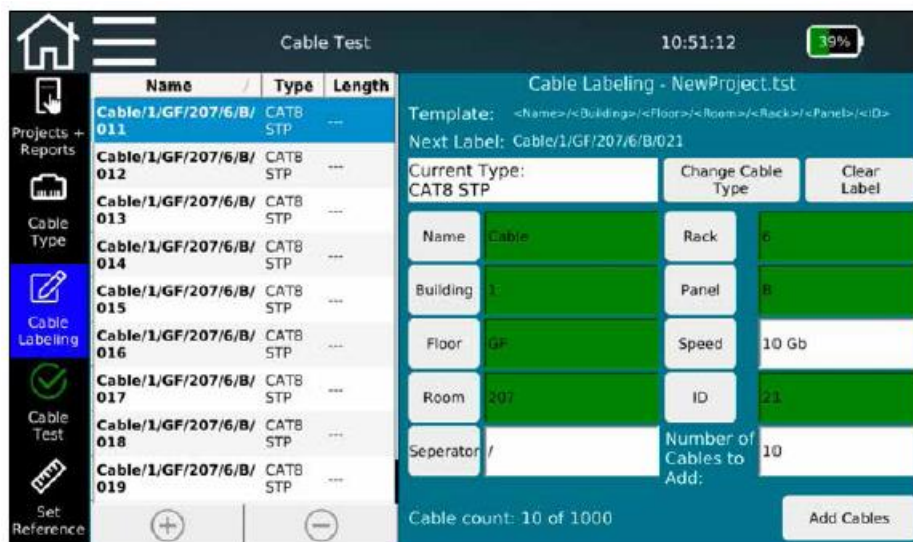 Cable Test
10:51:12
39%
Projects +
Reports
Cable
Type
Cable
Labeling
Cable
Test
Set
Reference
Name / Type Length
Cable/1/GF/207/6/B/ CAT8
011 STP ---
Cable/1/GF/207/6/B/ CAT8
012 STP ---
Cable/1/GF/207/6/B/ CAT8
013 STP ---
Cable/1/GF/207/6/B/ CAT8
014 STP ---
Cable/1/GF/207/6/B/ CAT8
015 STP ---
Cable/1/GF/207/6/B/ CAT8
016 STP ---
Cable/1/GF/207/6/B/ CAT8
017 STP ---
Cable/1/GF/207/6/B/ CAT8
018 STP ---
Cable/1/GF/207/6/B/ CAT8
019 STP ---
Cable Labeling - NewProject.tst
Template: <Name>/<Building>/<Floor>/<Room>/<Rack>/<Panel>/<ID>
Next Label: Cable/1/GF/207/6/B/021
Current Type:
CAT8 STP
Change Cable
Type
Clear
Label
Name Cable Rack 6
Building 1 Panel B
Floor GF Speed 10 Gb
Room 207 ID 21
Seperator / Number of
Cables to
Add: 10
Cable count: 10 of 1000
Add Cables